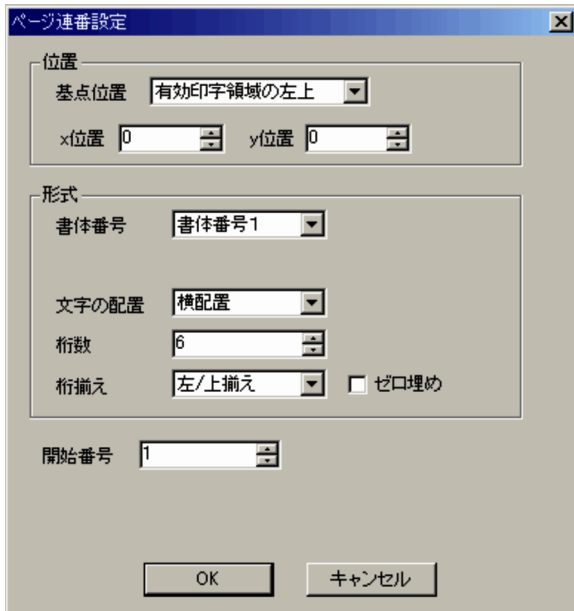 ページ連番設定
位置
基点位置 有効印字領域の左上
x位置 0 y位置 0
形式
書体番号 書体番号1
文字の配置 横配置
桁数 6
桁揃え 左/上揃え ゼロ埋め
開始番号 1
OK キャンセル